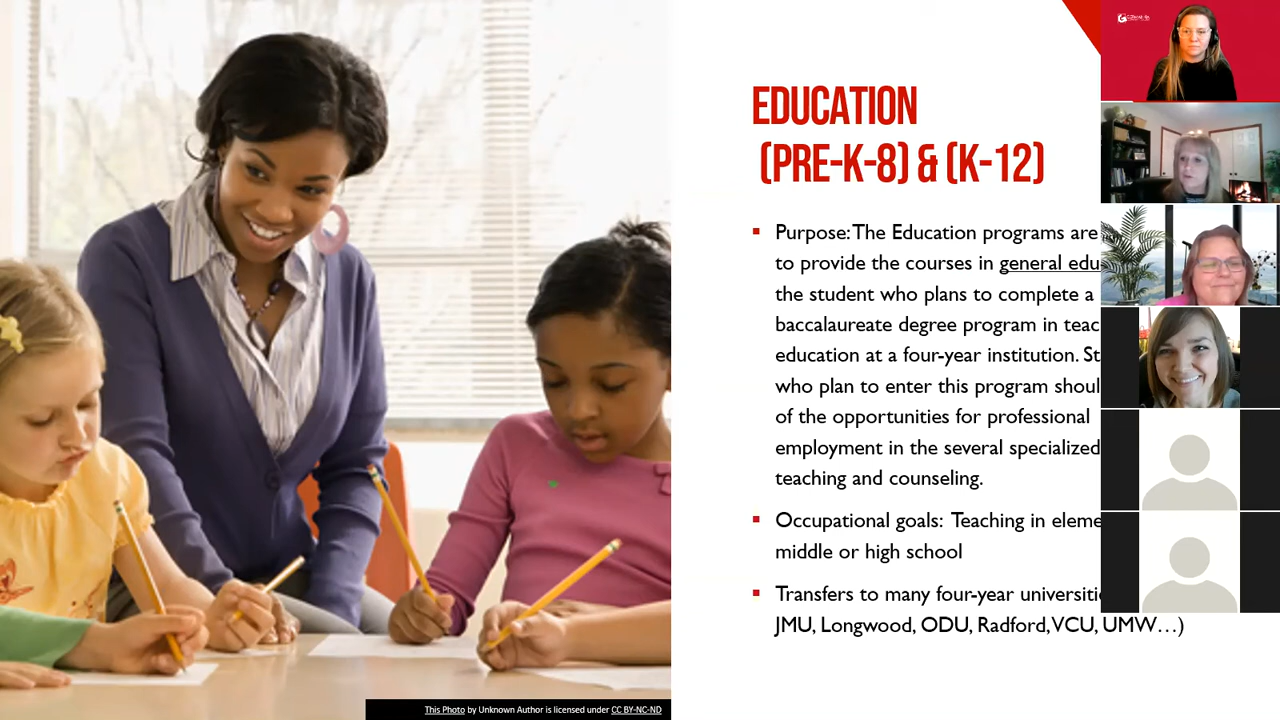 EDUCATION
(PRE-K-8) & (K-12)
Purpose: The Education programs are
to provide the courses in general edu
the student who plans to complete a
baccalaureate degree program in teac
education at a four-year institution. St
who plan to enter this program shoul
of the opportunities for professional
employment in the several specialized
teaching and counseling.
Occupational goals: Teaching in eleme
middle or high school
Transfers to many four-year universitie
JMU, Longwood, ODU, Radford, VCU, UMW...)
This Photo by Unknown Author is licensed under CC BY-NC-ND